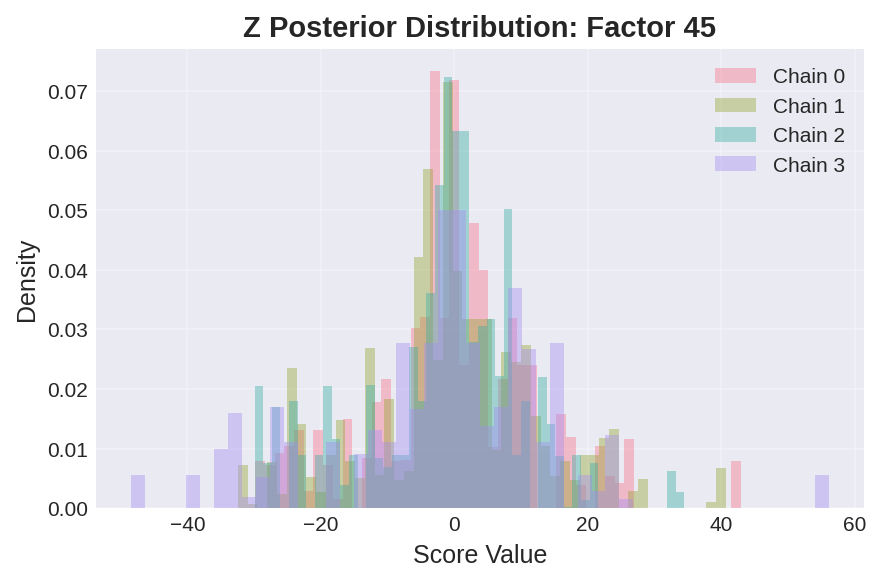 Z Posterior Distribution: Factor 45
Chain 0
Chain 1
Chain 2
Chain 3
0.07
0.06
0.05
0.04
0.03
0.02
0.01
0.00
Density
−40 −20 0 20 40 60
Score Value